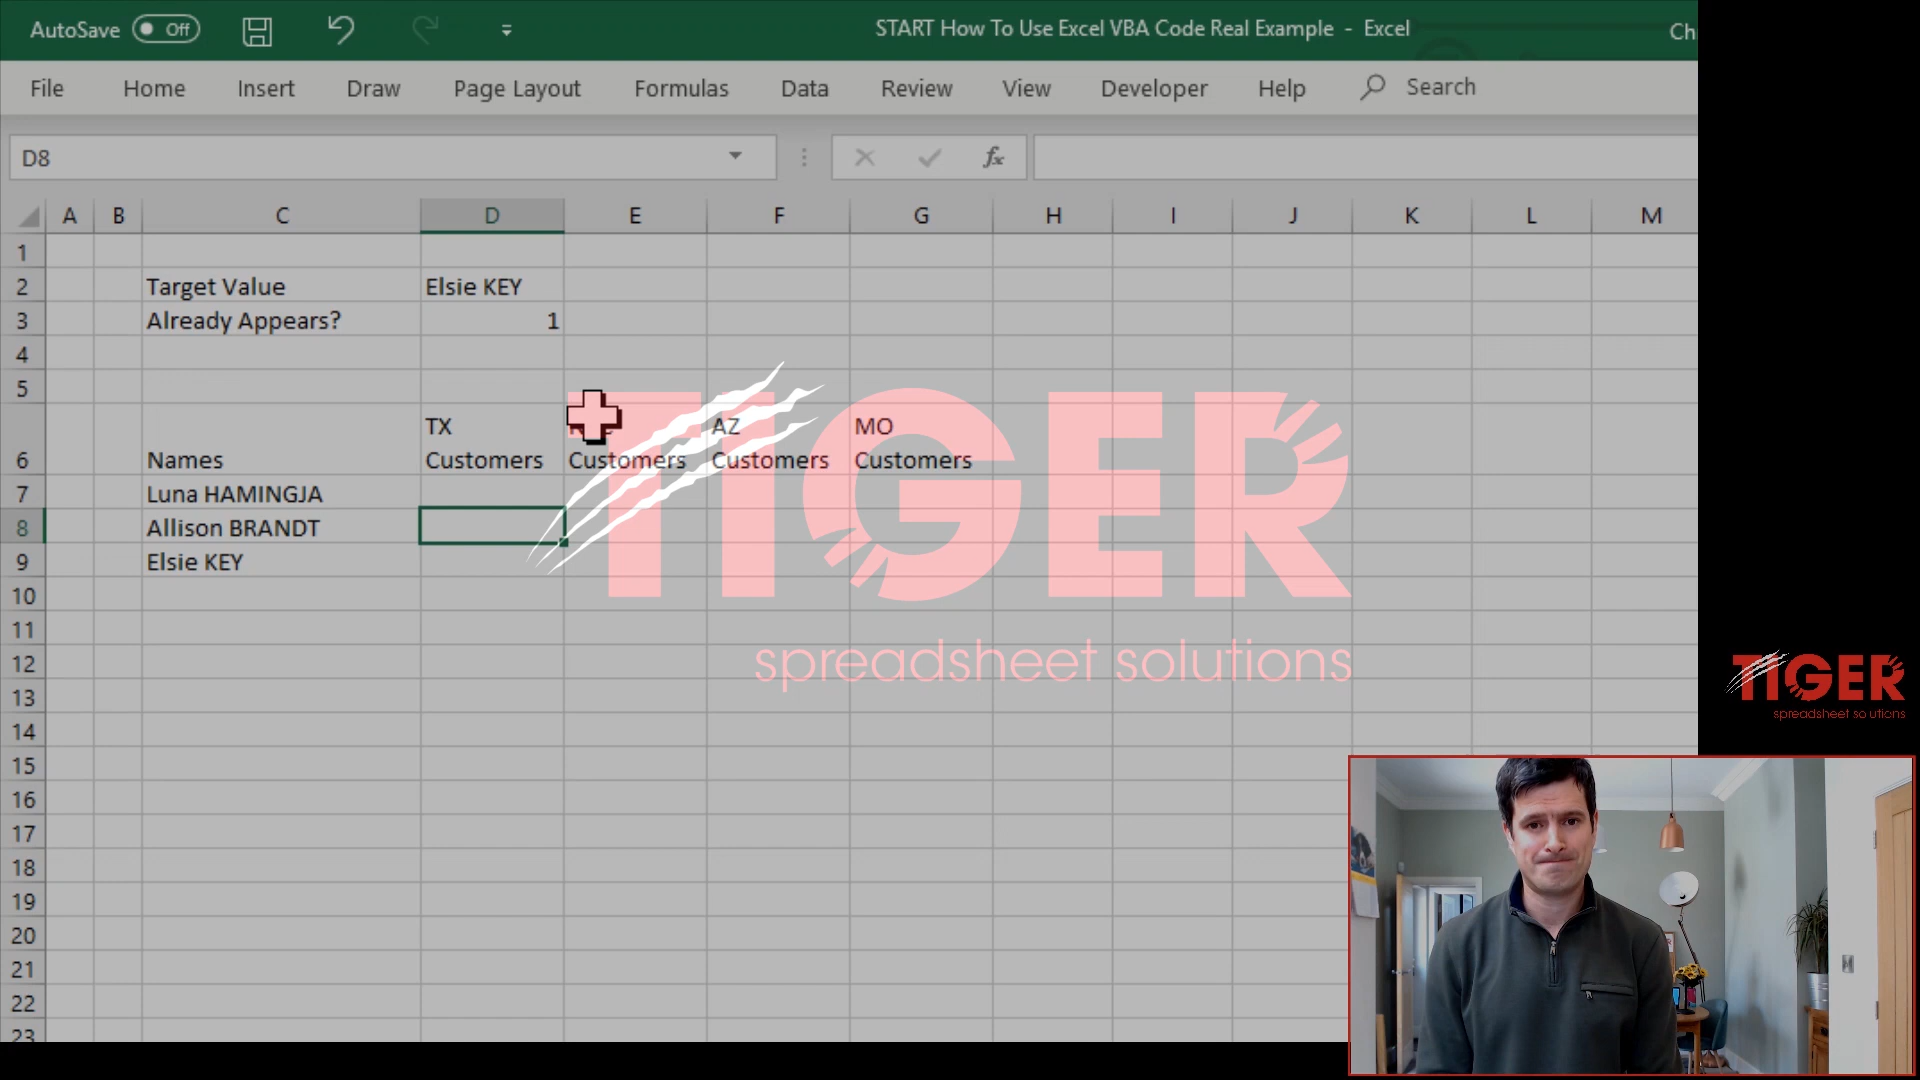 AutoSave Off START How To Use Excel VBA Code Real Example - Excel Ch
File Home Insert Draw Page Layout Formulas Data Review View Developer Help Search
D8 fx
A B C D E F G H I J K L M
1
2 Target Value Elsie KEY
3 Already Appears? 1
4
5
TX AZ MO
6 Names Customers Customers Customers Customers
7 Luna HAMINGJA
8 Allison BRANDT
9 Elsie KEY
10
11
12
13
14
15
16
17
18
19
20
21
22
23
TIGER
spreadsheet solutions
TIGER
spreadsheet solutions